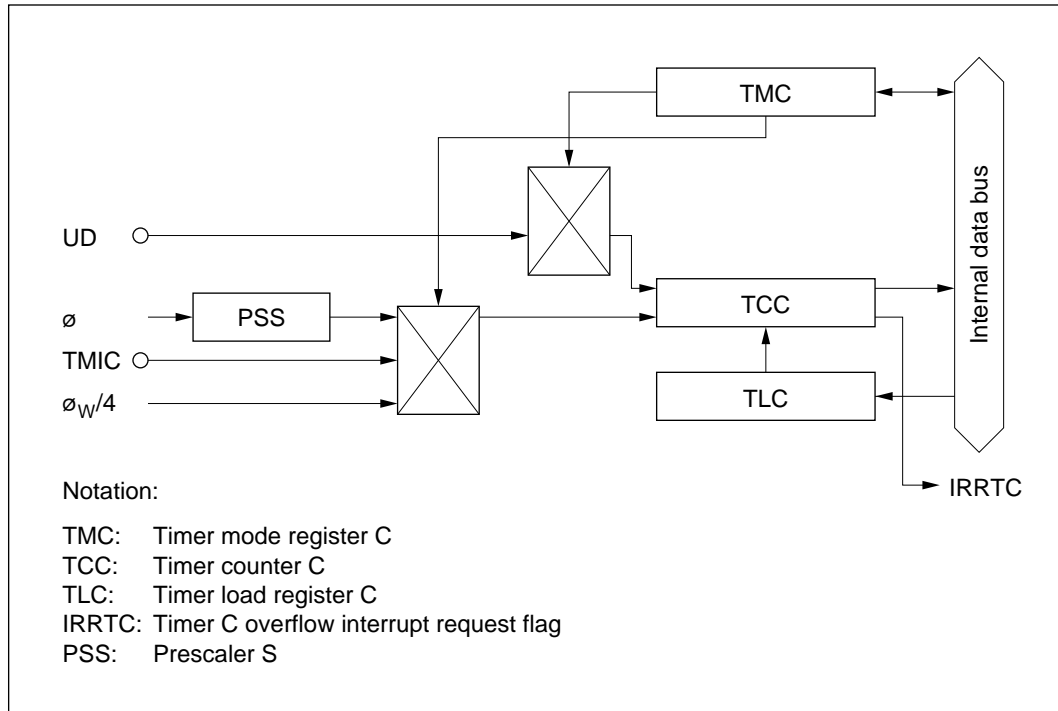 TMC
Internal data bus
UD
TCC
ø
PSS
TMIC
TLC
øW/4
IRRTC
Notation:
TMC: Timer mode register C
TCC: Timer counter C
TLC: Timer load register C
IRRTC: Timer C overflow interrupt request flag
PSS: Prescaler S